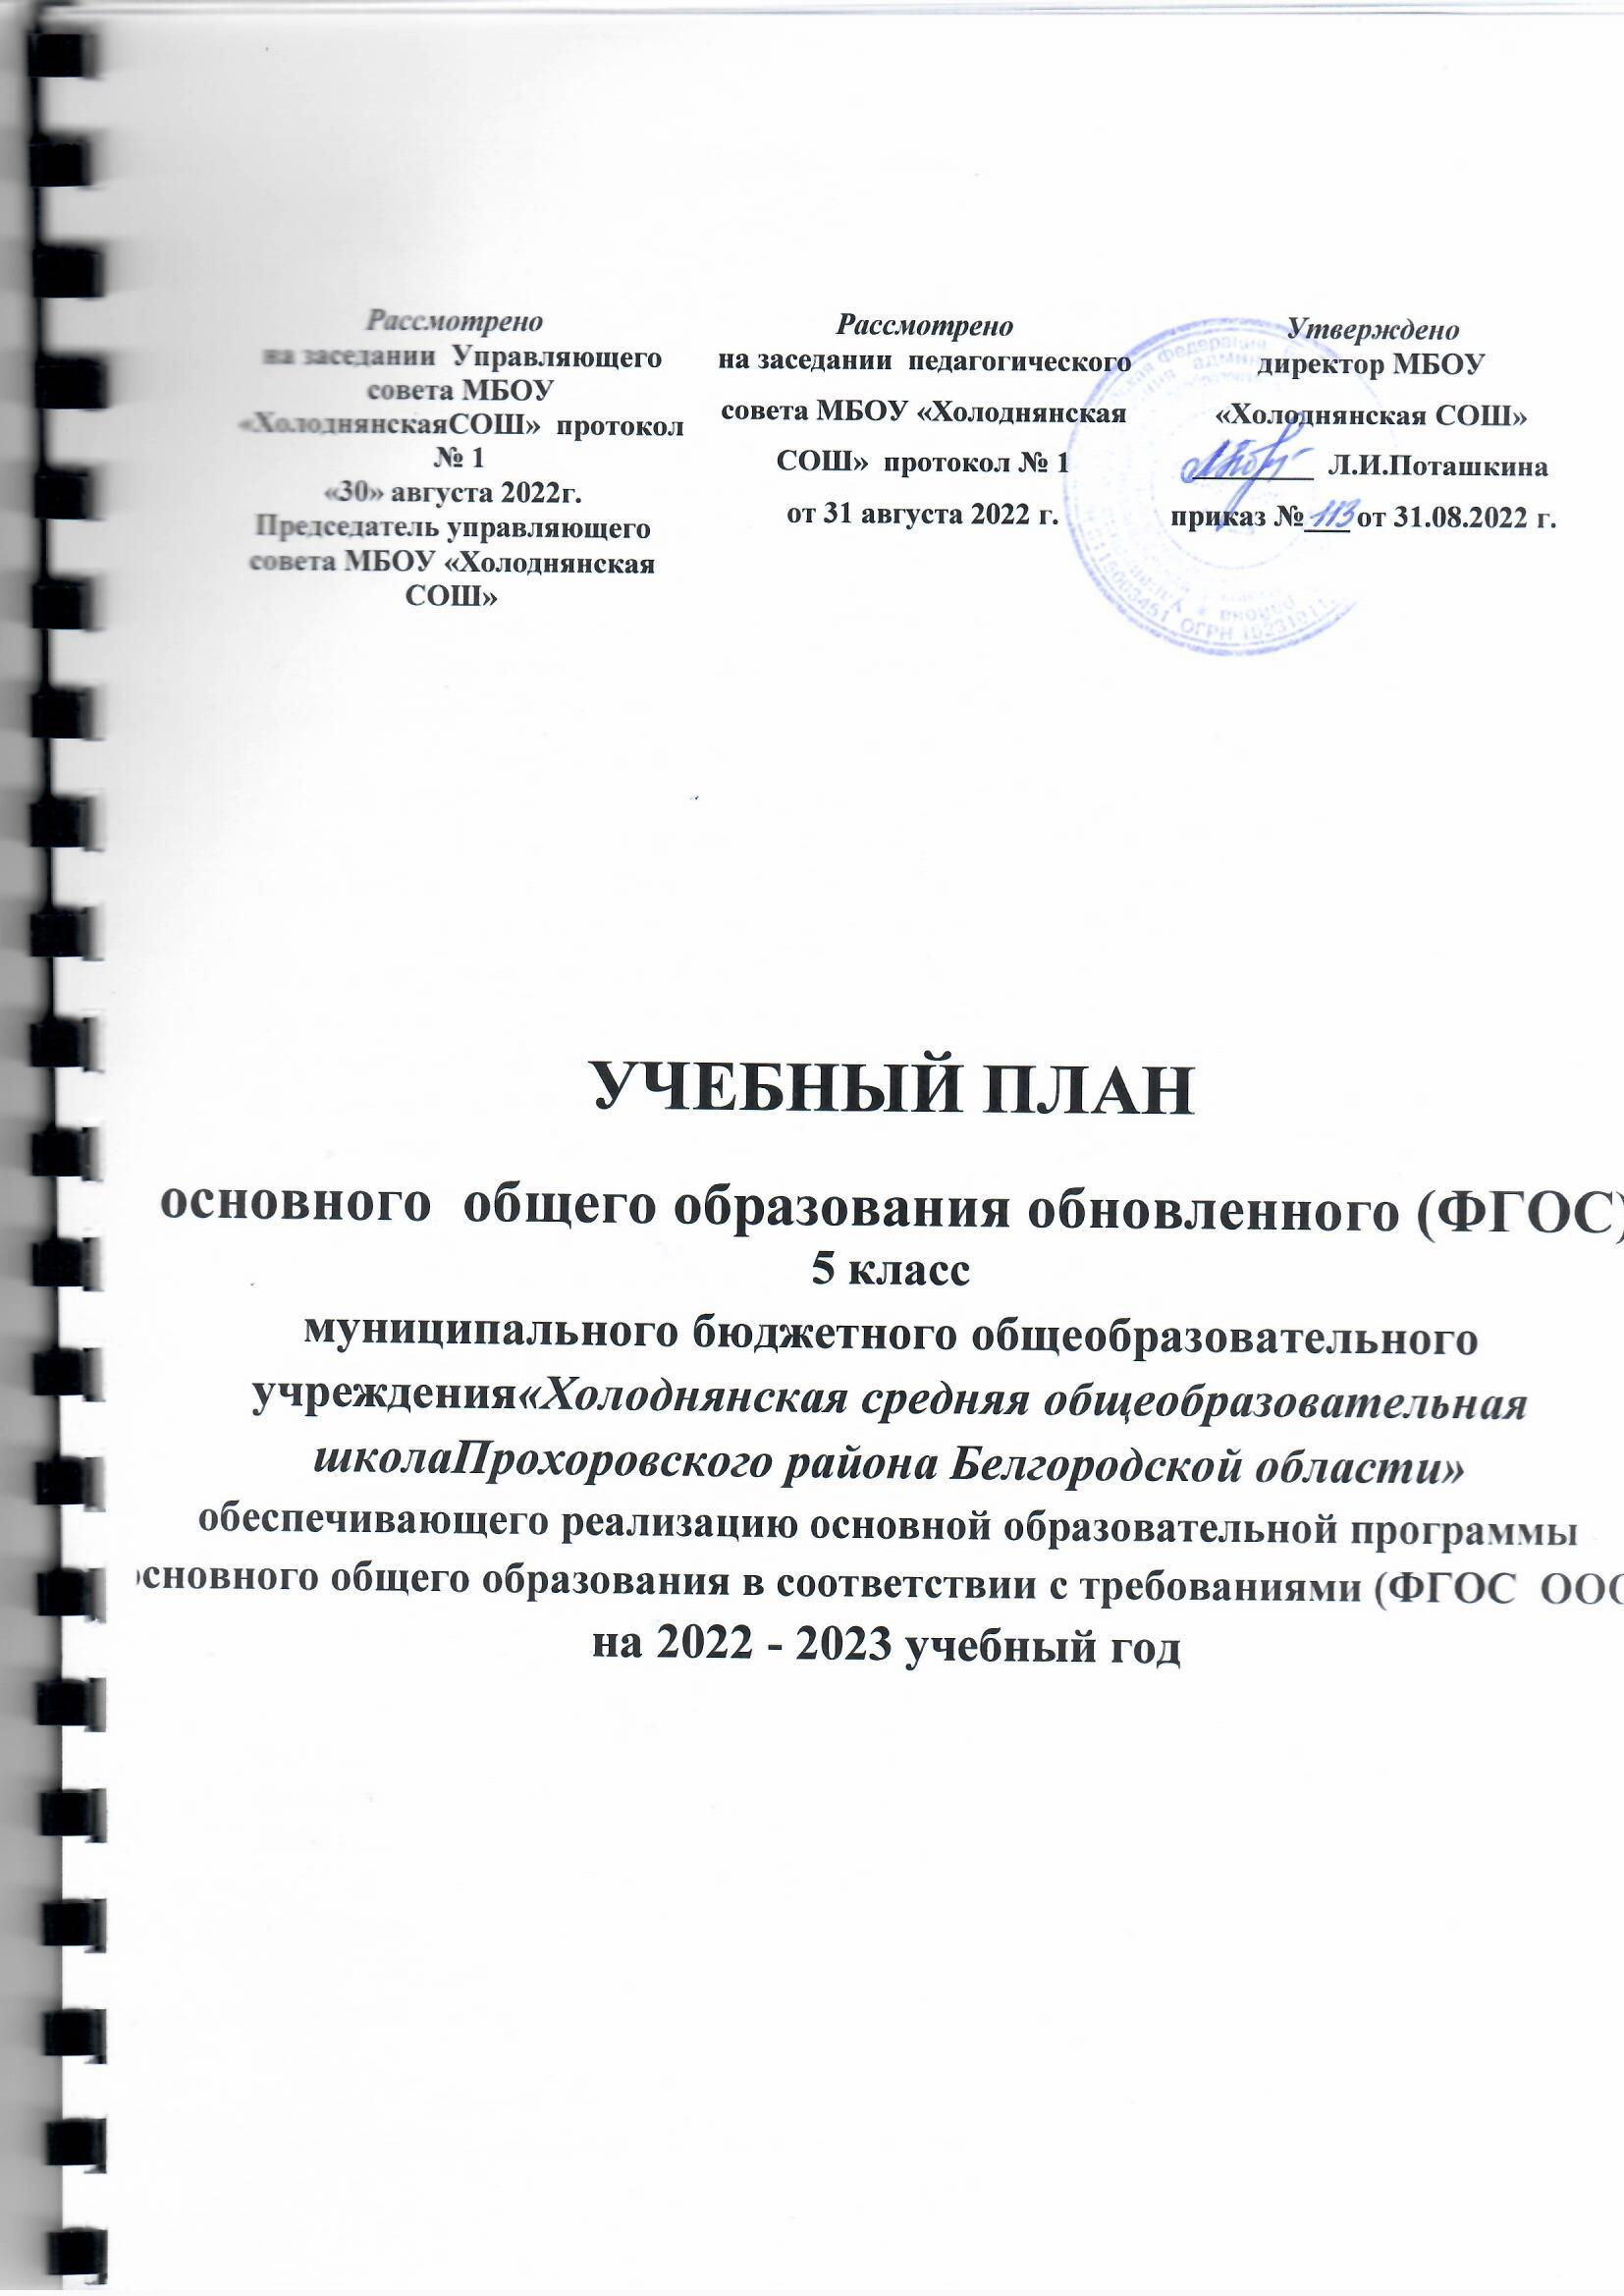 Рассмотрено
на заседании Управляющего
совета МБОУ
«ХолоднянскаяСОШ» протокол
№ 1
«30» августа 2022г.
Председатель управляющего
совета МБОУ «Холоднянская
СОШ»
Рассмотрено
на заседании педагогического
совета МБОУ «Холоднянская
СОШ» протокол № 1
от 31 августа 2022 г.
Утверждено
директор МБОУ
«Холоднянская СОШ»
Л.И.Поташкина
приказ № 113 от 31.08.2022 г.
УЧЕБНЫЙ ПЛАН
основного общего образования обновленного (ФГОС)
5 класс
муниципального бюджетного общеобразовательного
учреждения«Холоднянская средняя общеобразовательная
школаПрохоровского района Белгородской области»
обеспечивающего реализацию основной образовательной программы
основного общего образования в соответствии с требованиями (ФГОС ООО
на 2022 - 2023 учебный год